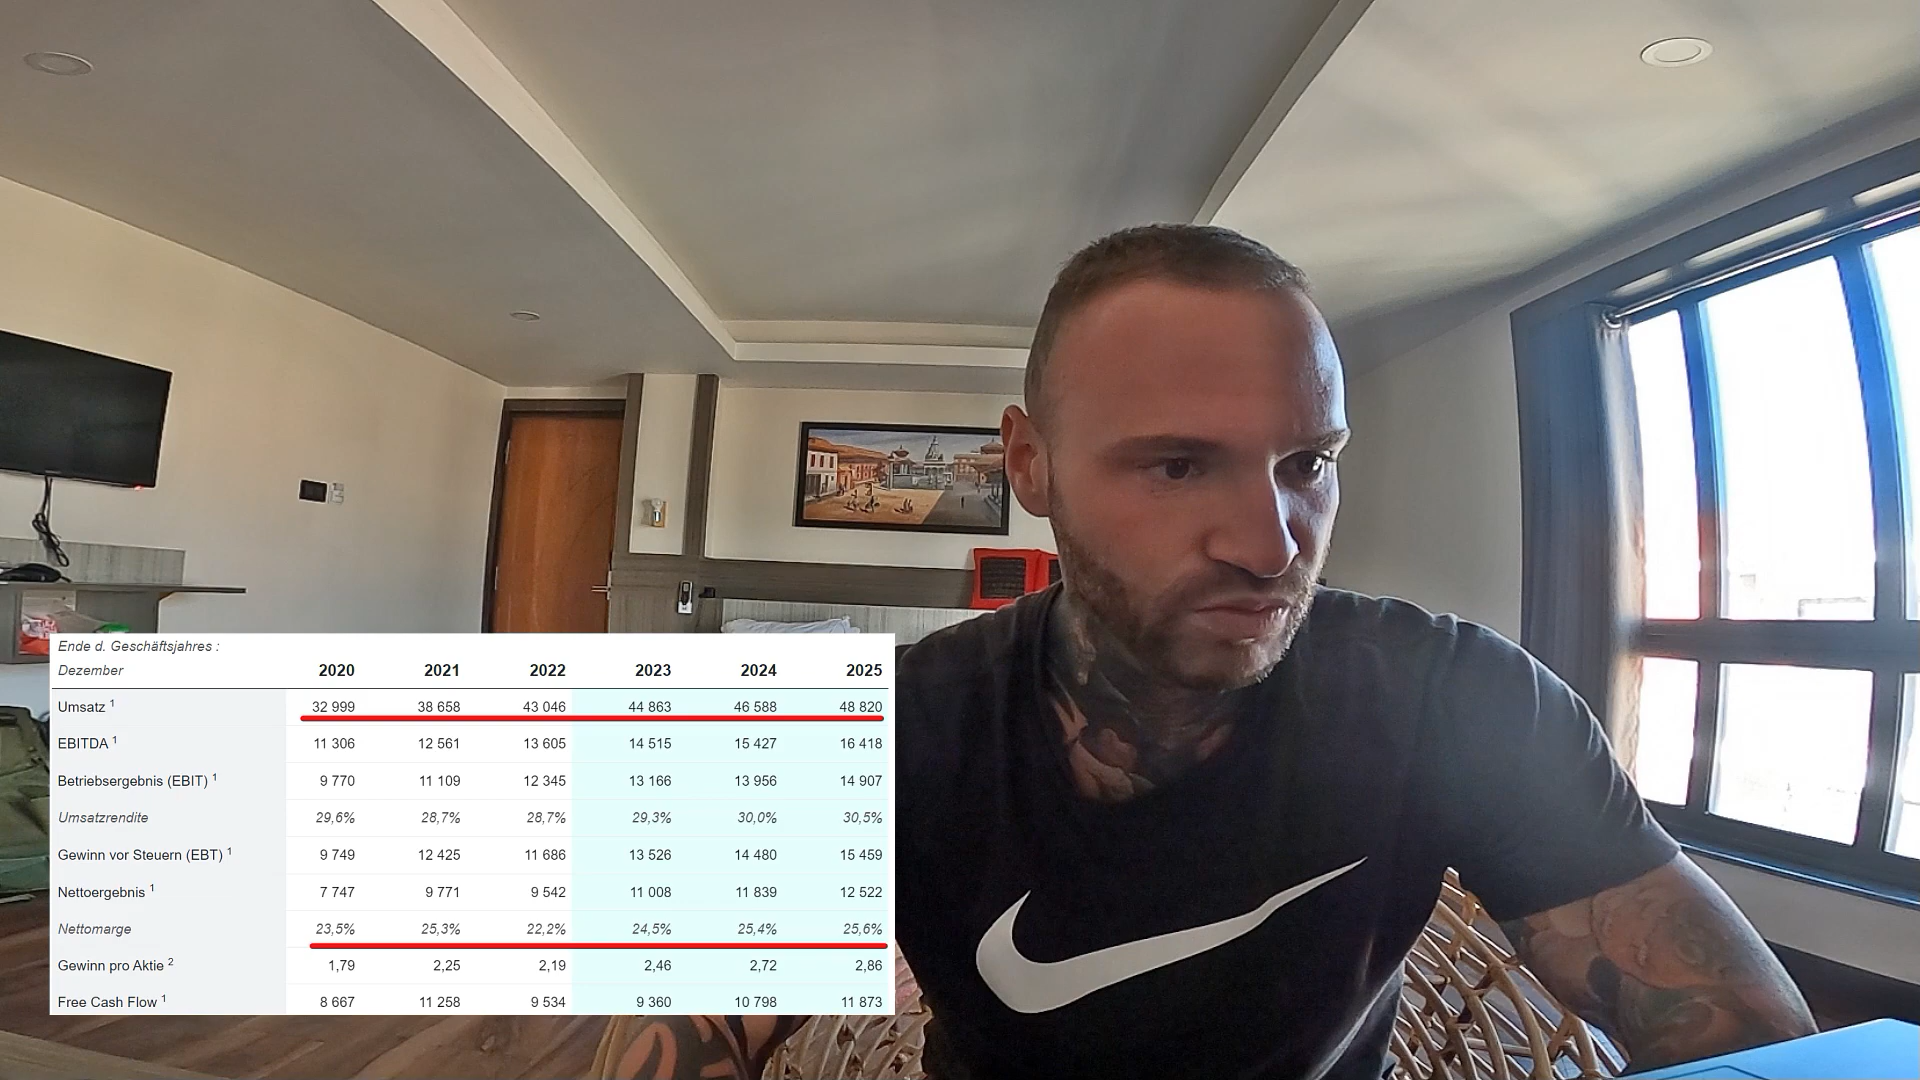 Ende d. Geschäftsjahres :
Dezember 2020 2021 2022 2023 2024 2025
Umsatz 1 32 999 38 658 43 046 44 863 46 588 48 820
EBITDA 1 11 306 12 561 13 605 14 515 15 427 16 418
Betriebsergebnis (EBIT) 1 9 770 11 109 12 345 13 166 13 956 14 907
Umsatzrendite 29,6% 28,7% 28,7% 29,3% 30,0% 30,5%
Gewinn vor Steuern (EBT) 1 9 749 12 425 11 686 13 526 14 480 15 459
Nettoergebnis 1 7 747 9 771 9 542 11 008 11 839 12 522
Nettomarge 23,5% 25,3% 22,2% 24,5% 25,4% 25,6%
Gewinn pro Aktie 2 1,79 2,25 2,19 2,46 2,72 2,86
Free Cash Flow 1 8 667 11 258 9 534 9 360 10 798 11 873